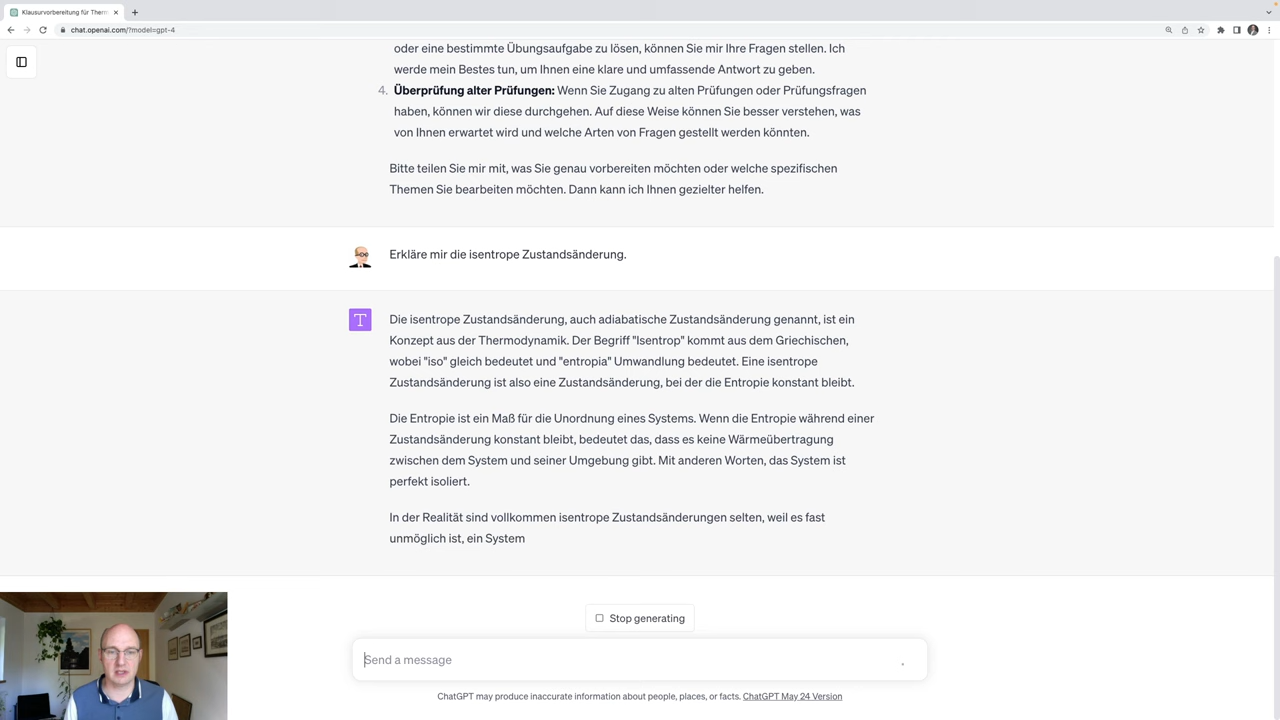 Klausurvorbereitung für Therm
chat.openai.com/?model=gpt-4
oder eine bestimmte Übungsaufgabe zu lösen, können Sie mir Ihre Fragen stellen. Ich
werde mein Bestes tun, um Ihnen eine klare und umfassende Antwort zu geben.
4. Überprüfung alter Prüfungen: Wenn Sie Zugang zu alten Prüfungen oder Prüfungsfragen
haben, können wir diese durchgehen. Auf diese Weise können Sie besser verstehen, was
von Ihnen erwartet wird und welche Arten von Fragen gestellt werden könnten.
Bitte teilen Sie mir mit, was Sie genau vorbereiten möchten oder welche spezifischen
Themen Sie bearbeiten möchten. Dann kann ich Ihnen gezielter helfen.
Erkläre mir die isentrope Zustandsänderung.
T
Die isentrope Zustandsänderung, auch adiabatische Zustandsänderung genannt, ist ein
Konzept aus der Thermodynamik. Der Begriff "Isentrop" kommt aus dem Griechischen,
wobei "iso" gleich bedeutet und "entropia" Umwandlung bedeutet. Eine isentrope
Zustandsänderung ist also eine Zustandsänderung, bei der die Entropie konstant bleibt.
Die Entropie ist ein Maß für die Unordnung eines Systems. Wenn die Entropie während einer
Zustandsänderung konstant bleibt, bedeutet das, dass es keine Wärmeübertragung
zwischen dem System und seiner Umgebung gibt. Mit anderen Worten, das System ist
perfekt isoliert.
In der Realität sind vollkommen isentrope Zustandsänderungen selten, weil es fast
unmöglich ist, ein System
Stop generating
Send a message
ChatGPT may produce inaccurate information about people, places, or facts. ChatGPT May 24 Version